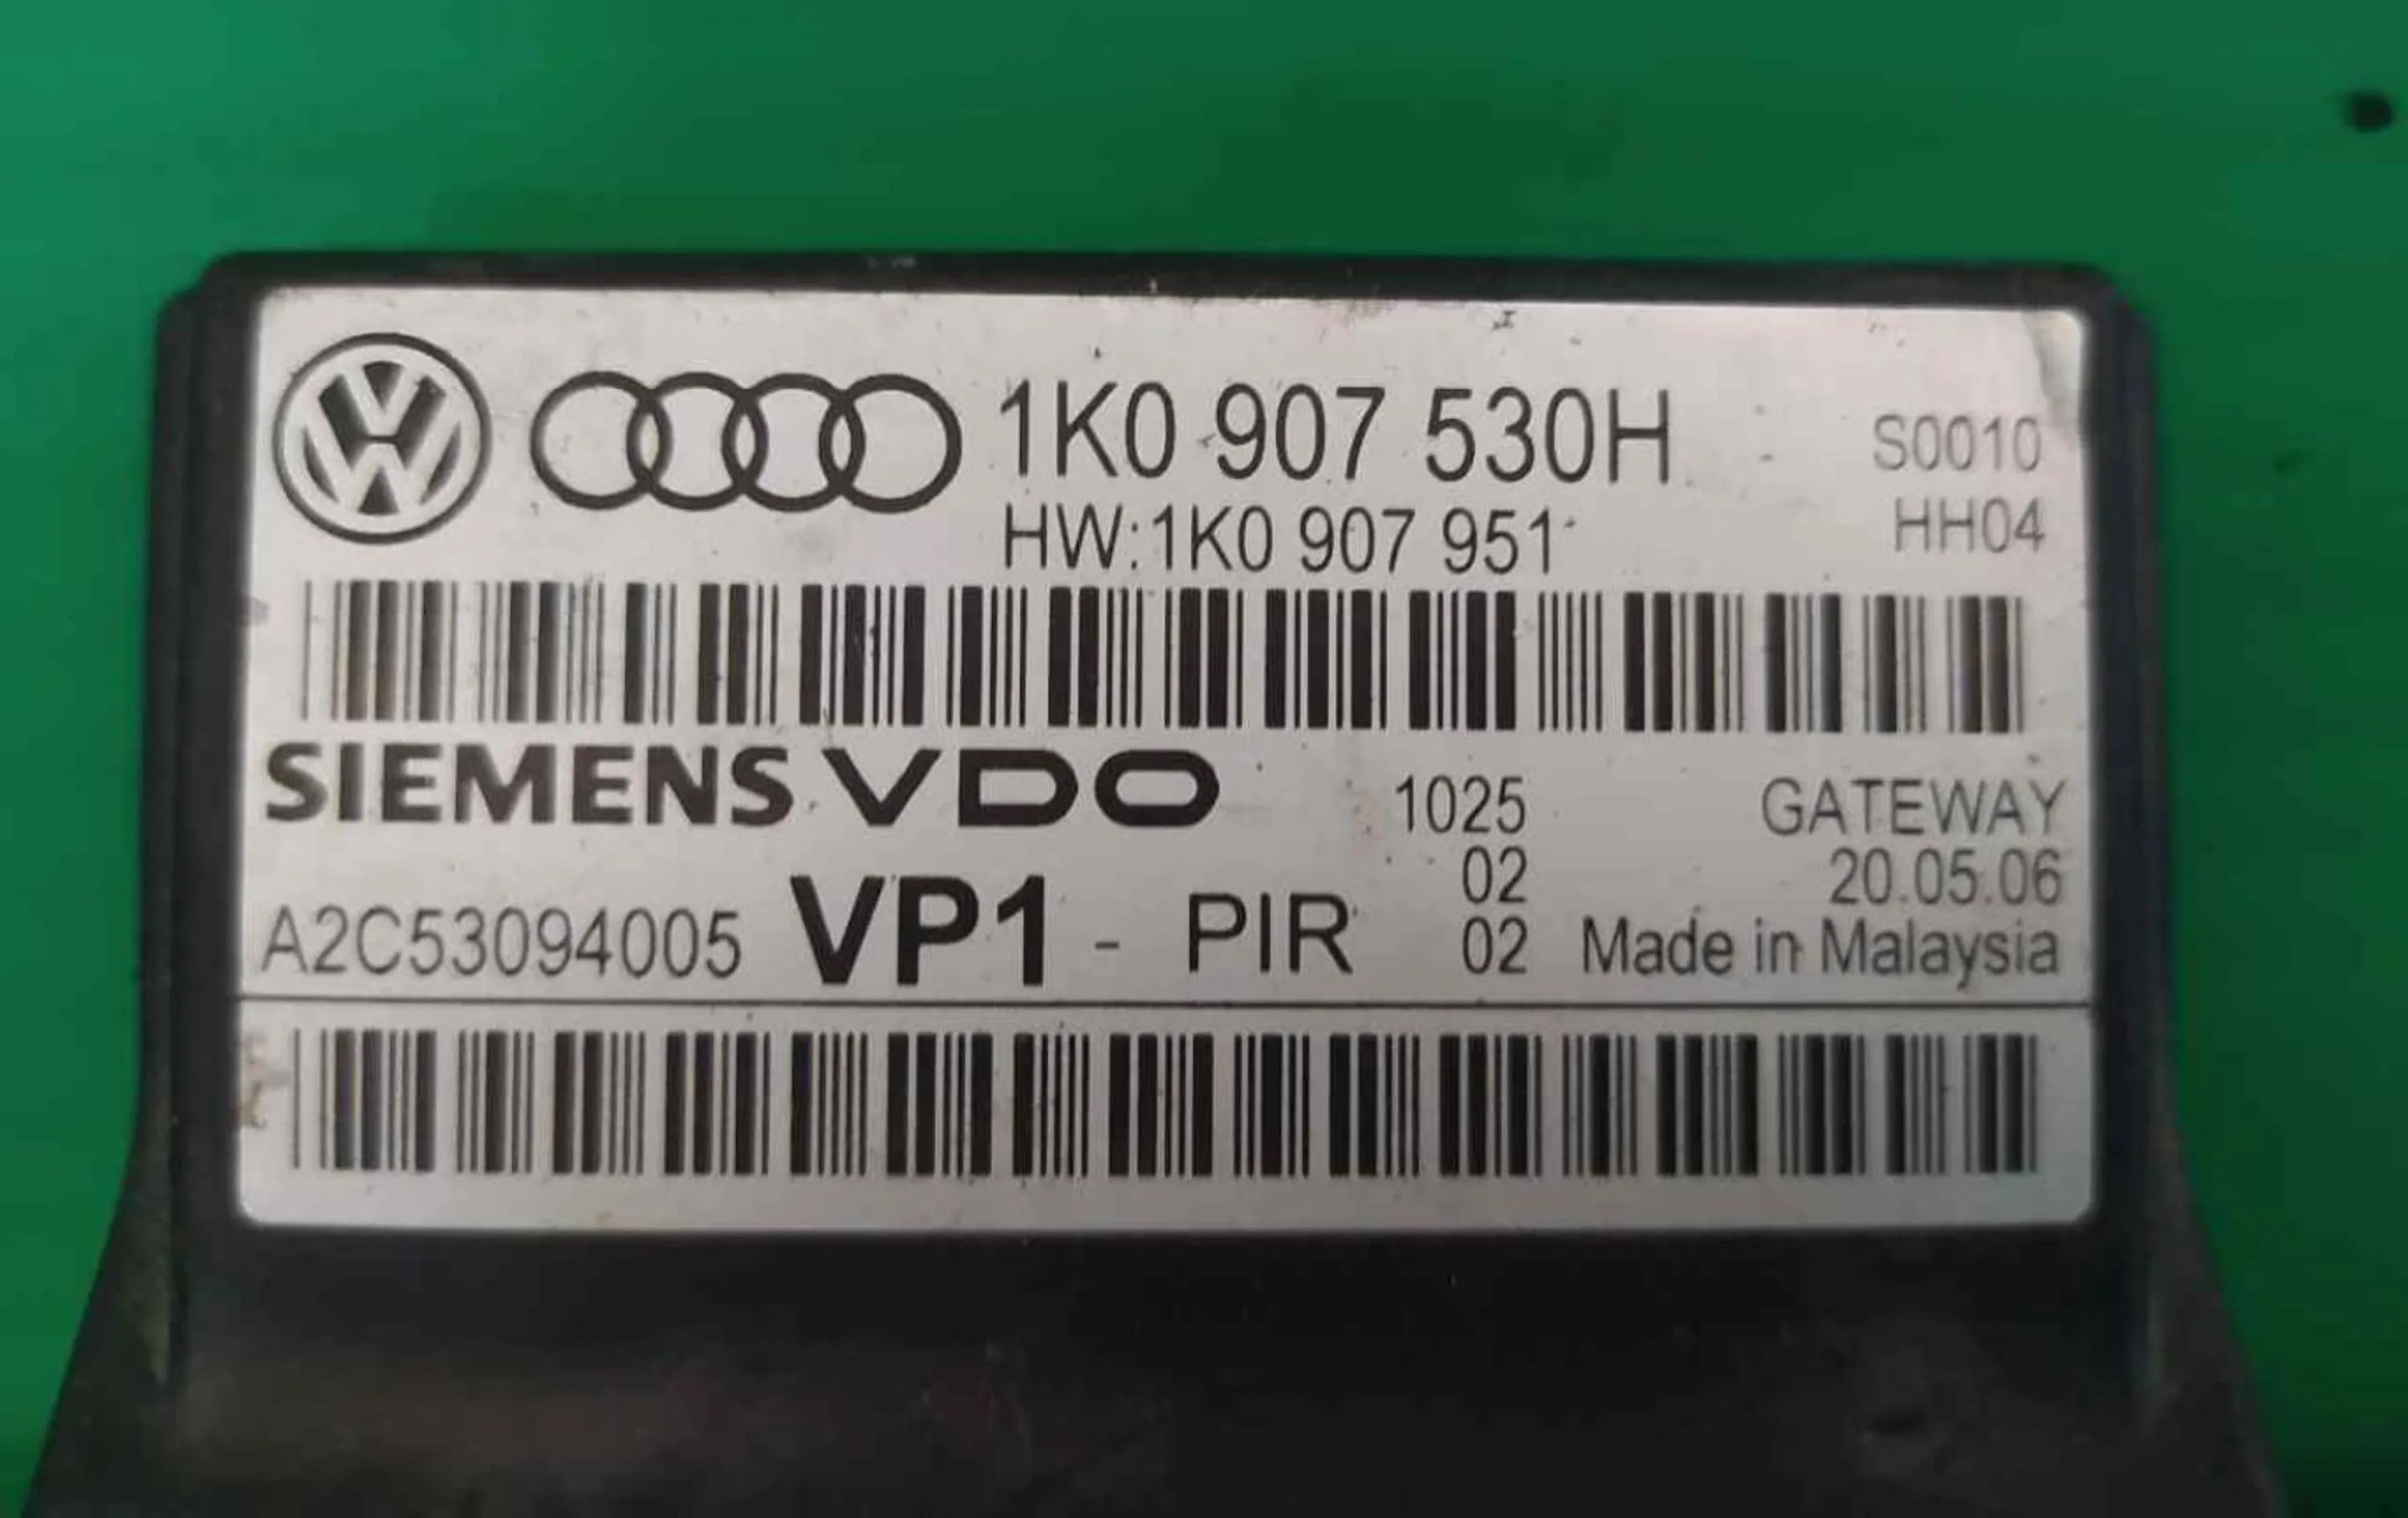 1K0 907 530H S0010
HW:1K0 907 951 HH04
SIEMENS VDO 1025 GATEWAY
02 20.05.06
A2C53094005 VP1 - PIR 02 Made in Malaysia